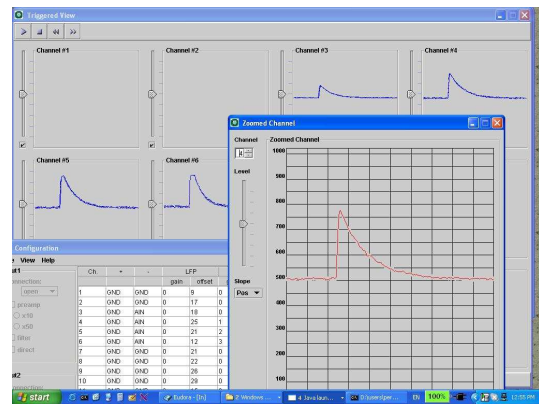 Triggered View
Channel #1
Channel #2
Channel #3
Channel #4
Channel #5
Channel #6
Zoomed Channel
Channel
Zoomed Channel
Level
Slope
Pos
1000
900
800
700
600
500
400
300
200
100
Configuration
View Help
open
preamp
x10
x50
filter
direct
Ch. + - LFP
gain offset
1 GND GND 0 9 0
2 GND GND 0 17 0
3 GND AIN 0 18 0
4 GND AIN 0 25 1
5 GND AIN 0 21 2
6 GND AIN 0 12 3
7 GND GND 0 21 0
8 GND GND 0 22 0
9 GND GND 0 26 0
10 GND GND 0 29 0
start
Eudora - [In]
2 Windows ...
4 Java laun...
EN
100%
12:55 PM